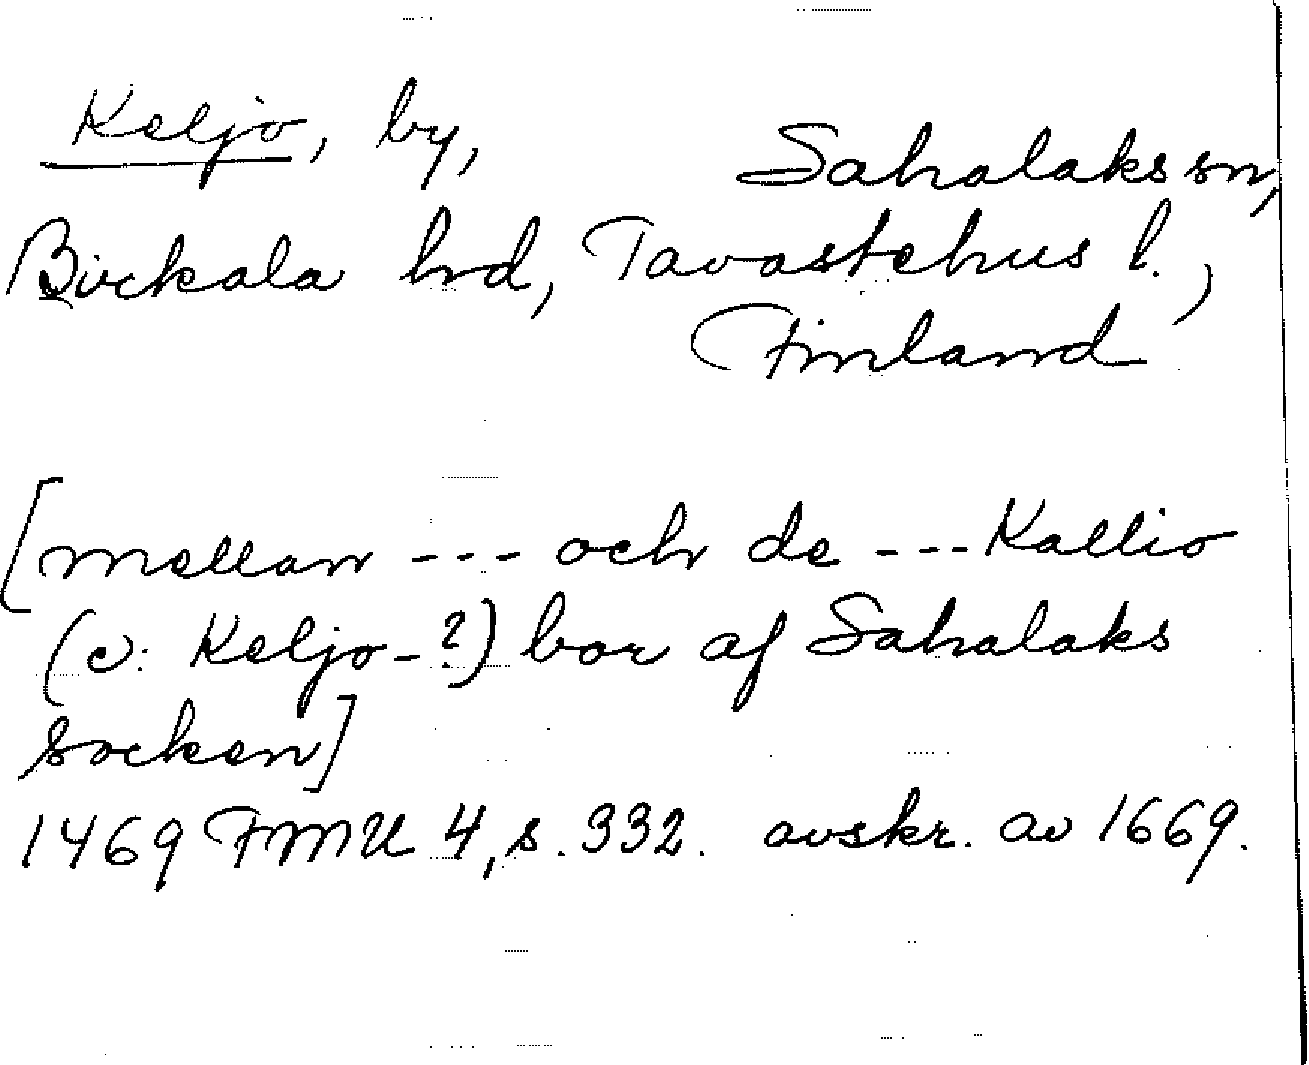 Keljo, by, Sahalaks sn,
Birkala hrd, Tavastehus l.,
Finland
[mellan --- och de --- Kallio
(ɔ: Keljo-?) bor af Sahalaks
socken]
1469 FMU 4, s. 332. avskr. av 1669.